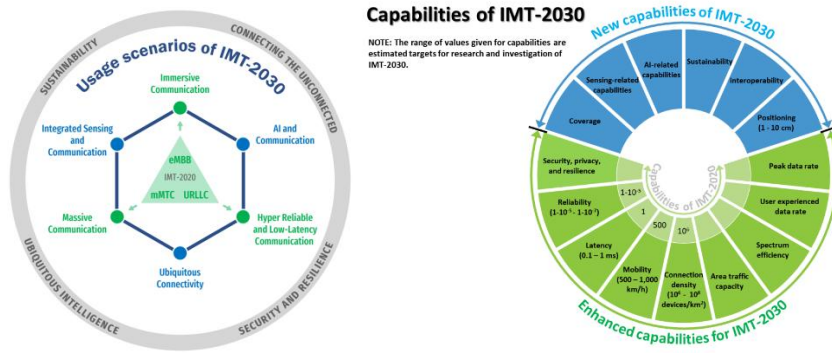 Usage scenarios of IMT-2030
SUSTAINABILITY
CONNECTING THE UNCONNECTED
UBIQUITOUS INTELLIGENCE
SECURITY AND RESILIENCE
Immersive
Communication
Integrated Sensing
and
Communication
AI and
Communication
eMBB
IMT-2020
mMTC URLLC
Massive
Communication
Hyper Reliable
and Low-Latency
Communication
Ubiquitous
Connectivity
Capabilities of IMT-2030
NOTE: The range of values given for capabilities are
estimated targets for research and investigation of
IMT-2030.
New capabilities of IMT-2030
Coverage
Sensing-related
capabilities
AI-related
capabilities
Sustainability
Interoperability
Positioning
(1 - 10 cm)
Security, privacy,
and resilience
Reliability
(1-10⁻⁵ - 1-10⁻⁷)
Latency
(0.1 – 1 ms)
Mobility
(500 – 1,000
km/h)
Connection
density
(10⁶ - 10⁸
devices/km²)
Area traffic
capacity
Spectrum
efficiency
User experienced
data rate
Peak data rate
1-10⁻⁵
1
500
10⁶
Capabilities of IMT-2020
Enhanced capabilities for IMT-2030